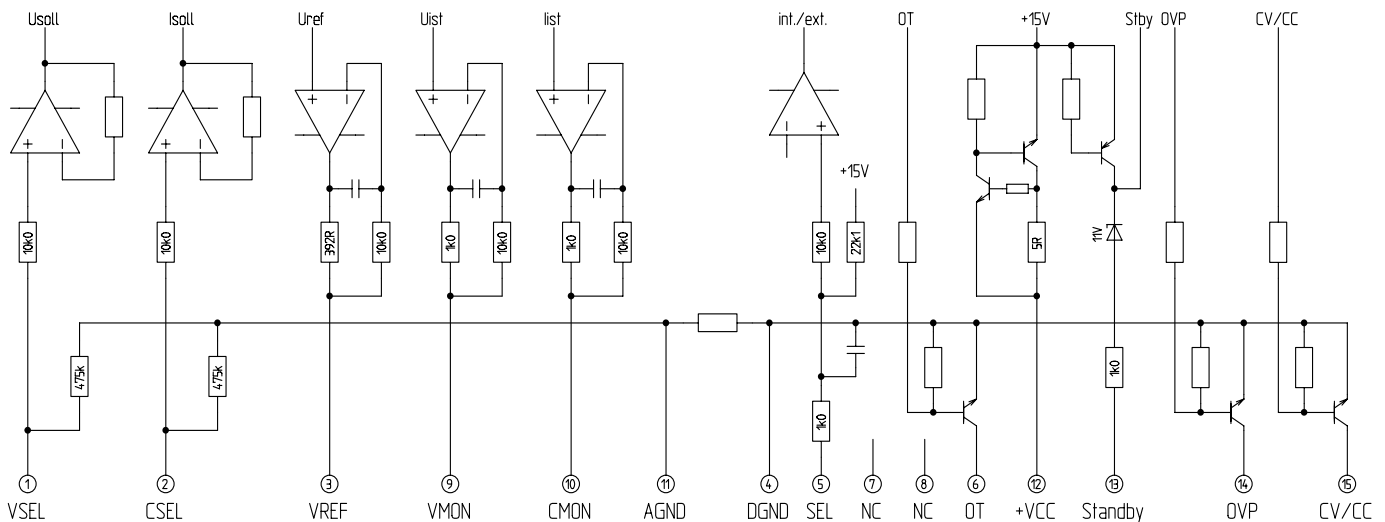 Usoll Isoll Uref Uist Iist int./ext. OT +15V Stby OVP CV/CC
+ − + − + − + − + − − +
+15V
10k0 10k0 392R 10k0 1k0 10k0 1k0 10k0 10k0 22k1 5R 11V
475k 475k 1k0
1k0
1 2 3 9 10 11 4 5 7 8 6 12 13 14 15
VSEL CSEL VREF VMON CMON AGND DGND SEL NC NC OT +VCC Standby OVP CV/CC